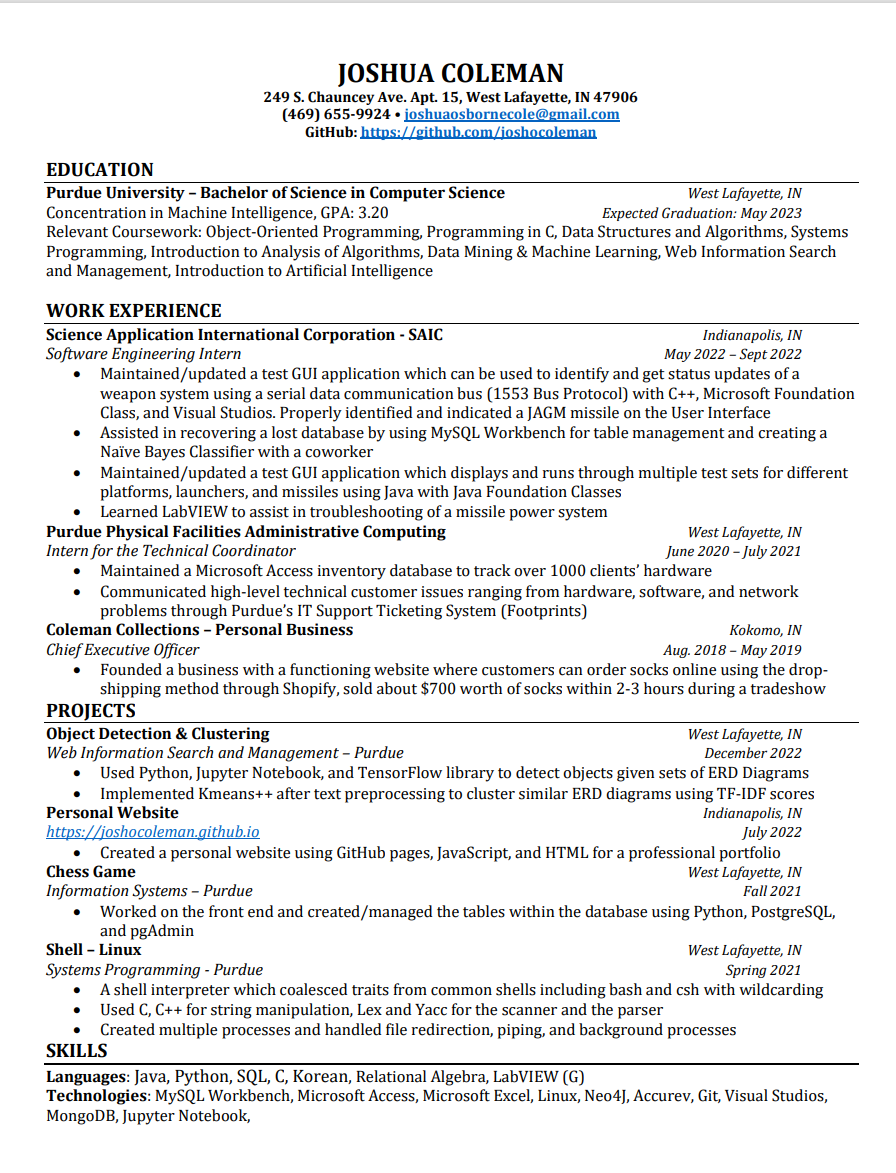 JOSHUA COLEMAN
249 S. Chauncey Ave. Apt. 15, West Lafayette, IN 47906
(469) 655-9924 • joshuaosbornecole@gmail.com
GitHub: https://github.com/joshocoleman
EDUCATION
Purdue University – Bachelor of Science in Computer Science West Lafayette, IN
Concentration in Machine Intelligence, GPA: 3.20 Expected Graduation: May 2023
Relevant Coursework: Object-Oriented Programming, Programming in C, Data Structures and Algorithms, Systems
Programming, Introduction to Analysis of Algorithms, Data Mining & Machine Learning, Web Information Search
and Management, Introduction to Artificial Intelligence
WORK EXPERIENCE
Science Application International Corporation - SAIC Indianapolis, IN
Software Engineering Intern May 2022 – Sept 2022
• Maintained/updated a test GUI application which can be used to identify and get status updates of a
weapon system using a serial data communication bus (1553 Bus Protocol) with C++, Microsoft Foundation
Class, and Visual Studios. Properly identified and indicated a JAGM missile on the User Interface
• Assisted in recovering a lost database by using MySQL Workbench for table management and creating a
Naïve Bayes Classifier with a coworker
• Maintained/updated a test GUI application which displays and runs through multiple test sets for different
platforms, launchers, and missiles using Java with Java Foundation Classes
• Learned LabVIEW to assist in troubleshooting of a missile power system
Purdue Physical Facilities Administrative Computing West Lafayette, IN
Intern for the Technical Coordinator June 2020 – July 2021
• Maintained a Microsoft Access inventory database to track over 1000 clients’ hardware
• Communicated high-level technical customer issues ranging from hardware, software, and network
problems through Purdue’s IT Support Ticketing System (Footprints)
Coleman Collections – Personal Business Kokomo, IN
Chief Executive Officer Aug. 2018 – May 2019
• Founded a business with a functioning website where customers can order socks online using the drop-
shipping method through Shopify, sold about $700 worth of socks within 2-3 hours during a tradeshow
PROJECTS
Object Detection & Clustering West Lafayette, IN
Web Information Search and Management – Purdue December 2022
• Used Python, Jupyter Notebook, and TensorFlow library to detect objects given sets of ERD Diagrams
• Implemented Kmeans++ after text preprocessing to cluster similar ERD diagrams using TF-IDF scores
Personal Website Indianapolis, IN
https://joshocoleman.github.io July 2022
• Created a personal website using GitHub pages, JavaScript, and HTML for a professional portfolio
Chess Game West Lafayette, IN
Information Systems – Purdue Fall 2021
• Worked on the front end and created/managed the tables within the database using Python, PostgreSQL,
and pgAdmin
Shell – Linux West Lafayette, IN
Systems Programming - Purdue Spring 2021
• A shell interpreter which coalesced traits from common shells including bash and csh with wildcarding
• Used C, C++ for string manipulation, Lex and Yacc for the scanner and the parser
• Created multiple processes and handled file redirection, piping, and background processes
SKILLS
Languages: Java, Python, SQL, C, Korean, Relational Algebra, LabVIEW (G)
Technologies: MySQL Workbench, Microsoft Access, Microsoft Excel, Linux, Neo4J, Accurev, Git, Visual Studios,
MongoDB, Jupyter Notebook,